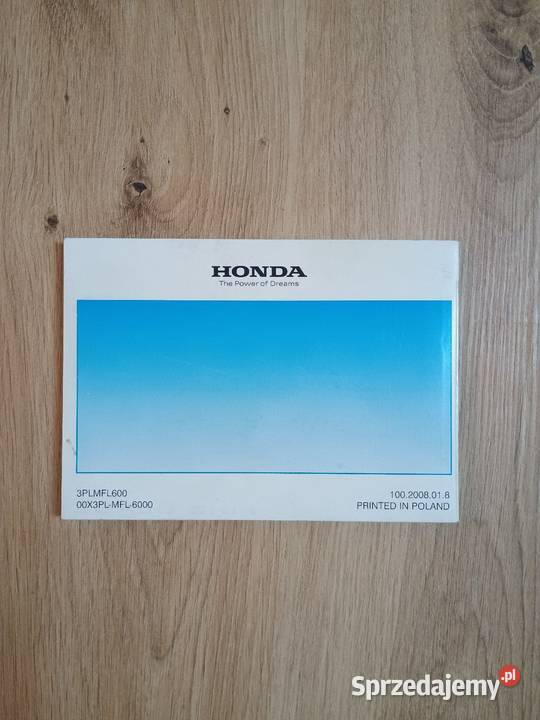 HONDA
The Power of Dreams
3PLMFL600
00X3PL-MFL-6000
100.2008.01.8
PRINTED IN POLAND
Sprzedajemy.pl